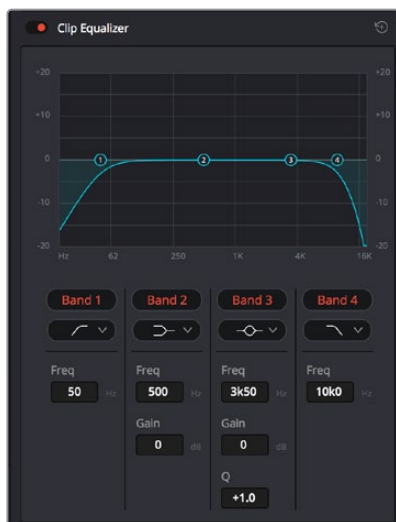 Clip Equalizer
+20 +20
+10 +10
0 1 2 3 4 0
-10 -10
-20 -20
Hz 62 250 1K 4K 16K
Band 1 Band 2 Band 3 Band 4
Freq Freq Freq Freq
50 Hz 500 Hz 3k50 Hz 10k0 Hz
Gain Gain
0 dB 0 dB
Q
+1.0